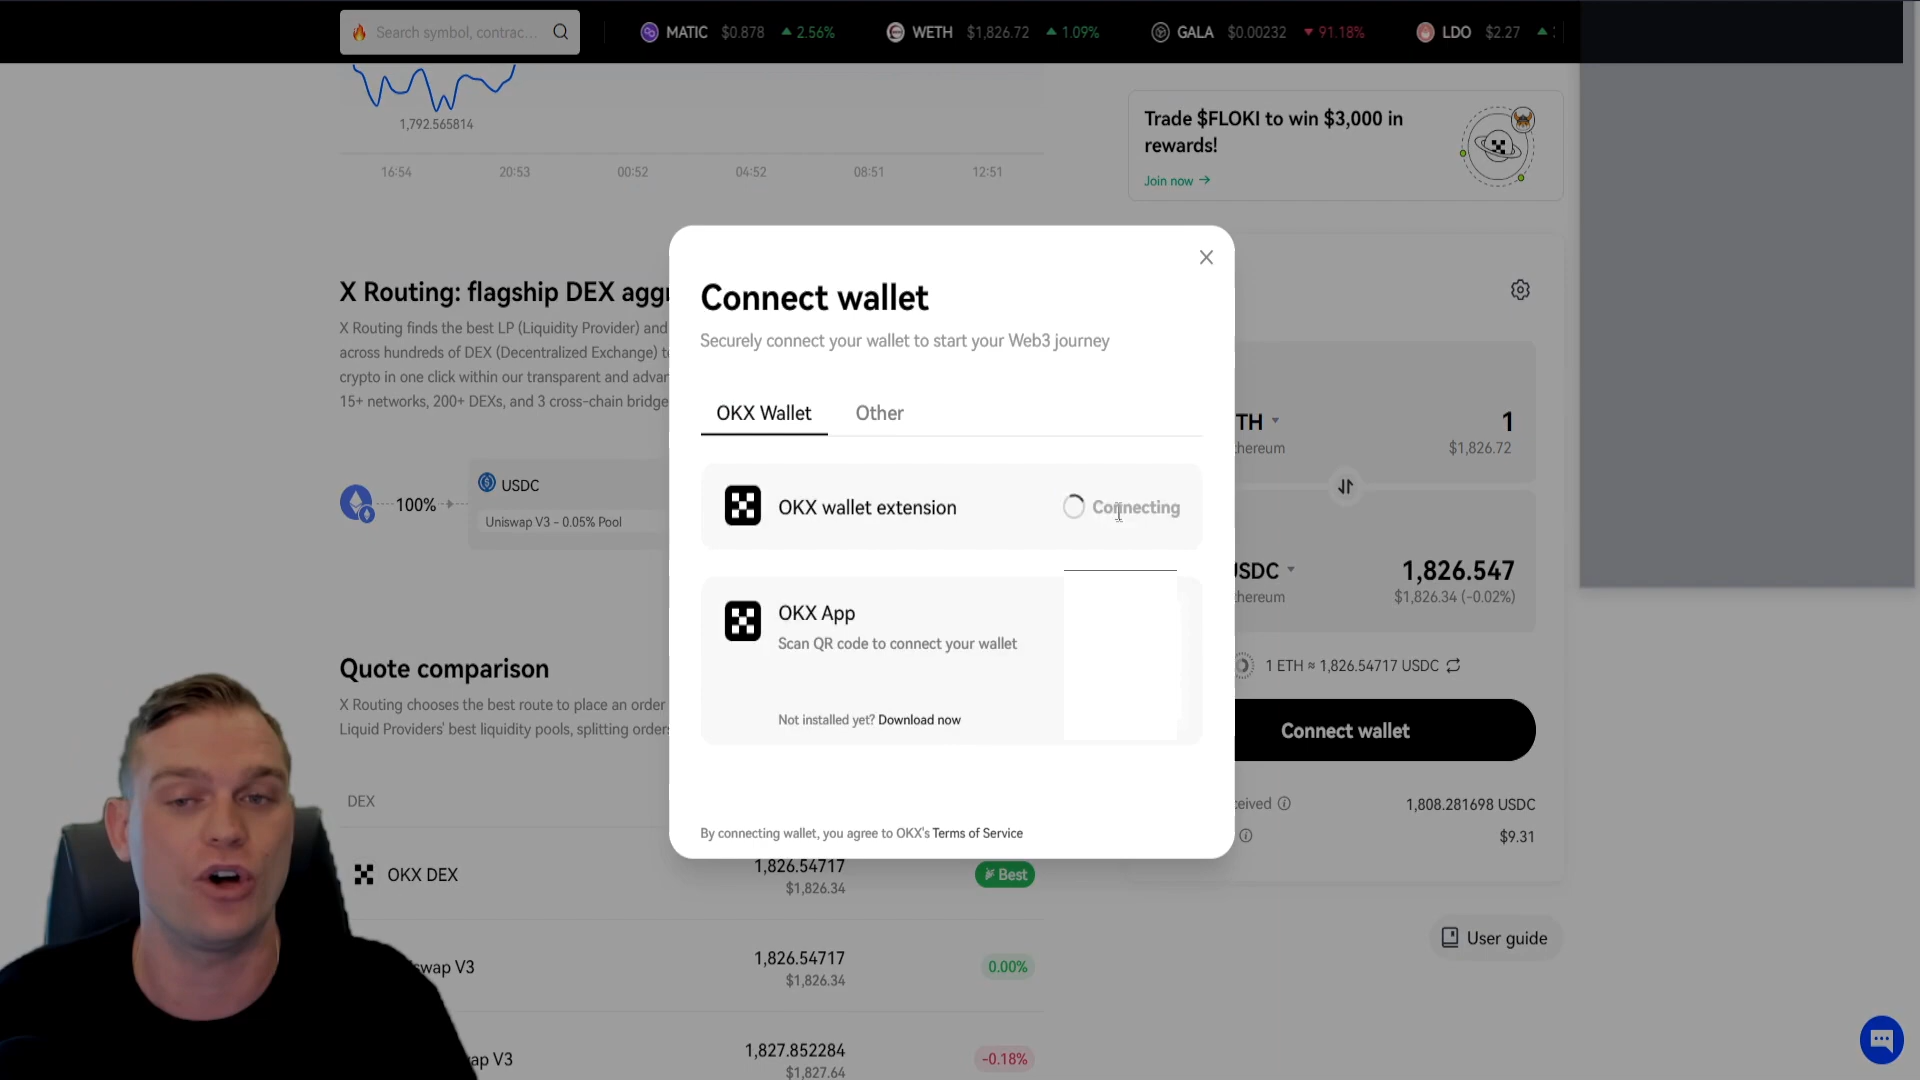 Search symbol, contrac...
MATIC $0.878 2.56%
WETH $1,826.72 1.09%
GALA $0.00232 91.18%
LDO $2.27
1,792.565814
16:54 20:53 00:52 04:52 08:51 12:51
Trade $FLOKI to win $3,000 in
rewards!
Join now
X Routing: flagship DEX
X Routing finds the best LP (Liquidity Provider) and
across hundreds of DEX (Decentralized Exchange)
crypto in one click within our transparent and
15+ networks, 200+ DEXs, and 3 cross-chain
100%
USDC
Uniswap V3 - 0.05% Pool
Quote comparison
X Routing chooses the best route to place an order
Liquid Providers' best liquidity pools, splitting
DEX
OKX DEX
1,826.54717
$1,826.34
Best
swap V3
1,826.54717
$1,826.34
0.00%
ap V3
1,827.852284
$1,827.64
-0.18%
Connect wallet
Securely connect your wallet to start your Web3 journey
OKX Wallet Other
OKX wallet extension
Connecting
OKX App
Scan QR code to connect your wallet
Not installed yet? Download now
By connecting wallet, you agree to OKX's Terms of Service
TH
1
hereum
$1,826.72
SDC
1,826.547
hereum
$1,826.34 (-0.02%)
1 ETH ≈ 1,826.54717 USDC
Connect wallet
ceived
1,808.281698 USDC
$9.31
User guide